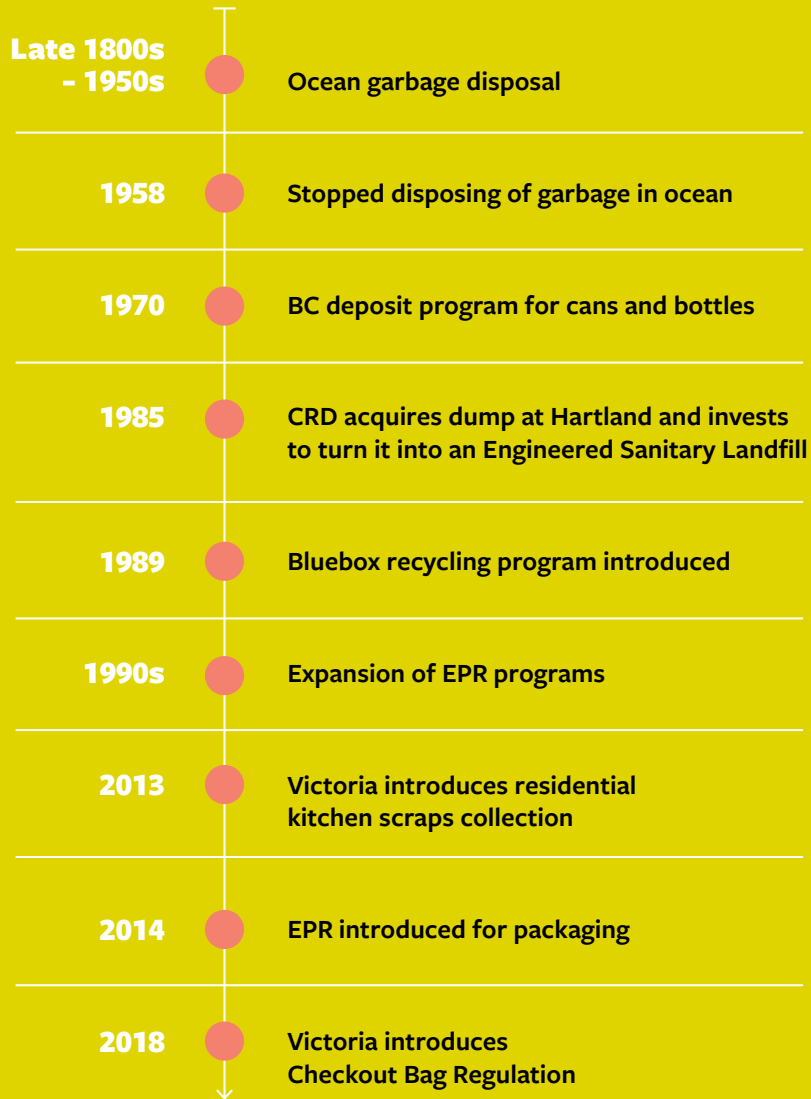 Late 1800s
– 1950s
Ocean garbage disposal
1958
Stopped disposing of garbage in ocean
1970
BC deposit program for cans and bottles
1985
CRD acquires dump at Hartland and invests
to turn it into an Engineered Sanitary Landfill
1989
Bluebox recycling program introduced
1990s
Expansion of EPR programs
2013
Victoria introduces residential
kitchen scraps collection
2014
EPR introduced for packaging
2018
Victoria introduces
Checkout Bag Regulation